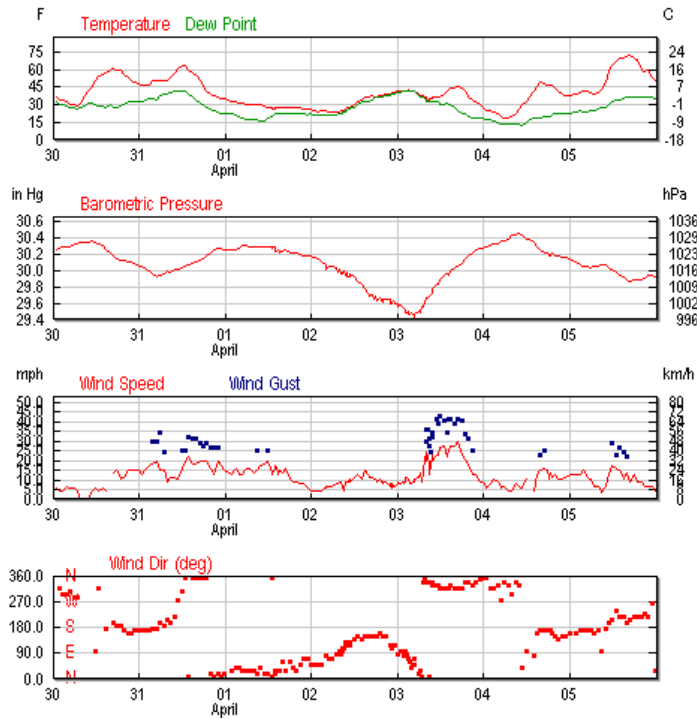 F C
Temperature Dew Point
75 24
60 16
45 7
30 -1
15 -9
0 -18
30 31 01 02 03 04 05
April April
in Hg hPa
Barometric Pressure
30.6 1036
30.4 1029
30.2 1023
30.0 1016
29.8 1009
29.6 1002
29.4 996
30 31 01 02 03 04 05
April April
mph km/h
Wind Speed Wind Gust
50.0 80
45.0 72
40.0 64
35.0 56
30.0 48
25.0 40
20.0 32
15.0 24
10.0 16
5.0 8
0.0 0
30 31 01 02 03 04 05
April April
Wind Dir (deg)
360.0 N
270.0 W
180.0 S
90.0 E
0.0 N
30 31 01 02 03 04 05
April April